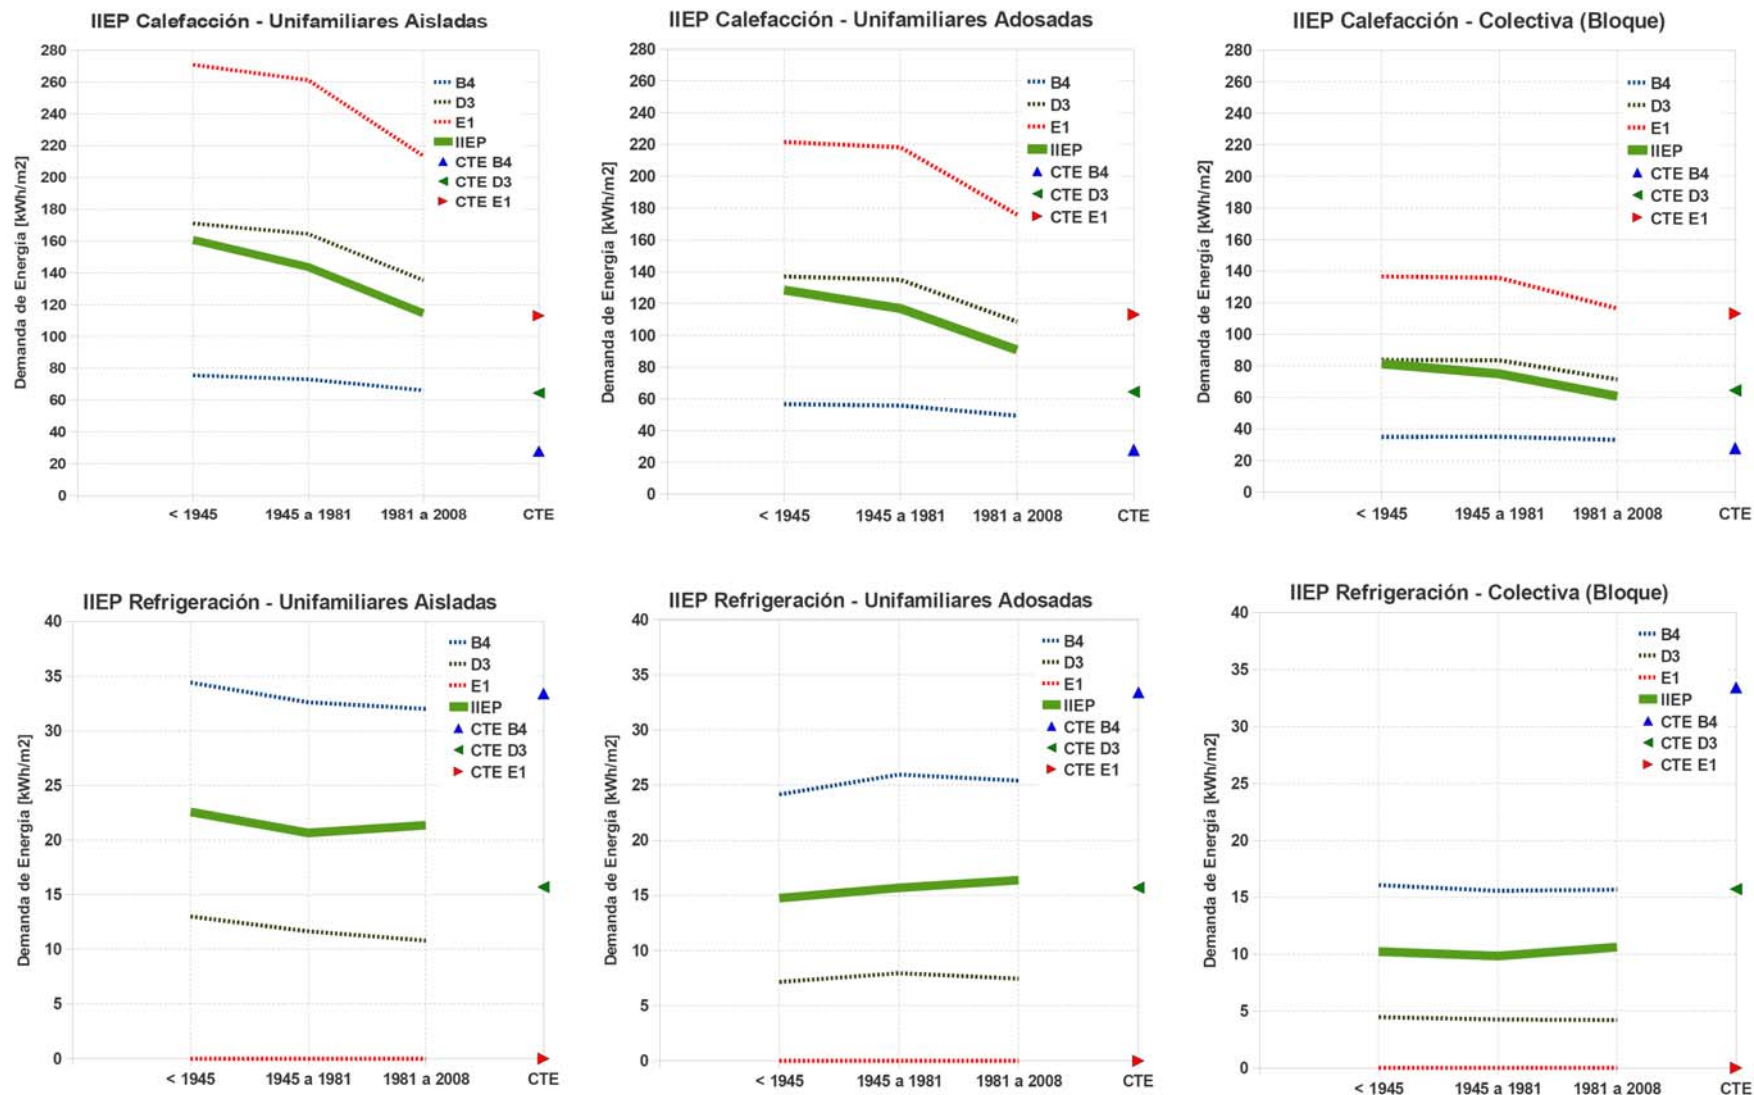 IIEP Calefacción - Unifamiliares Aisladas
Demanda de Energía [kWh/m2]
280
260
240
220
200
180
160
140
120
100
80
60
40
20
0
B4
D3
E1
IIEP
CTE B4
CTE D3
CTE E1
< 1945 1945 a 1981 1981 a 2008 CTE
IIEP Calefacción - Unifamiliares Adosadas
Demanda de Energía [kWh/m2]
280
260
240
220
200
180
160
140
120
100
80
60
40
20
0
B4
D3
E1
IIEP
CTE B4
CTE D3
CTE E1
< 1945 1945 a 1981 1981 a 2008 CTE
IIEP Calefacción - Colectiva (Bloque)
Demanda de Energía [kWh/m2]
280
260
240
220
200
180
160
140
120
100
80
60
40
20
0
B4
D3
E1
IIEP
CTE B4
CTE D3
CTE E1
< 1945 1945 a 1981 1981 a 2008 CTE
IIEP Refrigeración - Unifamiliares Aisladas
Demanda de Energía [kWh/m2]
40
35
30
25
20
15
10
5
0
B4
D3
E1
IIEP
CTE B4
CTE D3
CTE E1
< 1945 1945 a 1981 1981 a 2008 CTE
IIEP Refrigeración - Unifamiliares Adosadas
Demanda de Energía [kWh/m2]
40
35
30
25
20
15
10
5
0
B4
D3
E1
IIEP
CTE B4
CTE D3
CTE E1
< 1945 1945 a 1981 1981 a 2008 CTE
IIEP Refrigeración - Colectiva (Bloque)
Demanda de Energía [kWh/m2]
40
35
30
25
20
15
10
5
0
B4
D3
E1
IIEP
CTE B4
CTE D3
CTE E1
< 1945 1945 a 1981 1981 a 2008 CTE